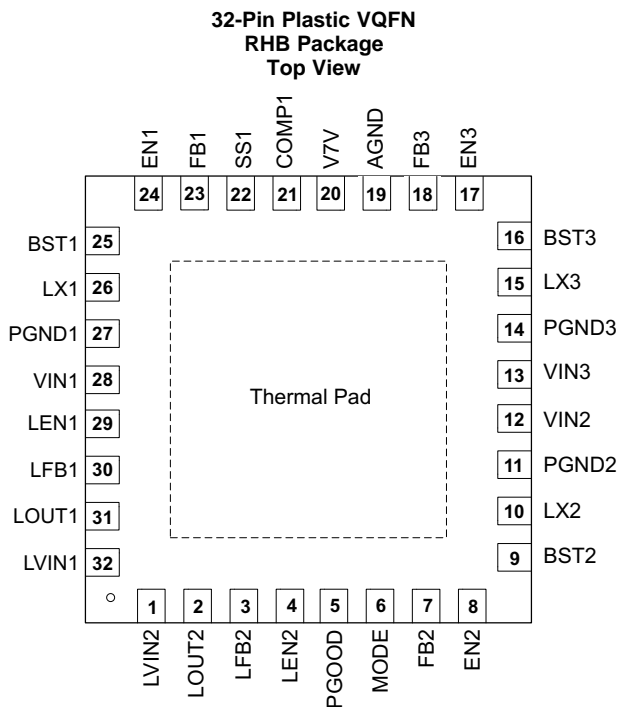 32-Pin Plastic VQFN
RHB Package
Top View
EN1 FB1 SS1 COMP1 V7V AGND FB3 EN3
24 23 22 21 20 19 18 17
BST1 25 16 BST3
LX1 26 15 LX3
PGND1 27 14 PGND3
VIN1 28 13 VIN3
Thermal Pad
LEN1 29 12 VIN2
LFB1 30 11 PGND2
LOUT1 31 10 LX2
LVIN1 32 9 BST2
1 2 3 4 5 6 7 8
LVIN2 LOUT2 LFB2 LEN2 PGOOD MODE FB2 EN2